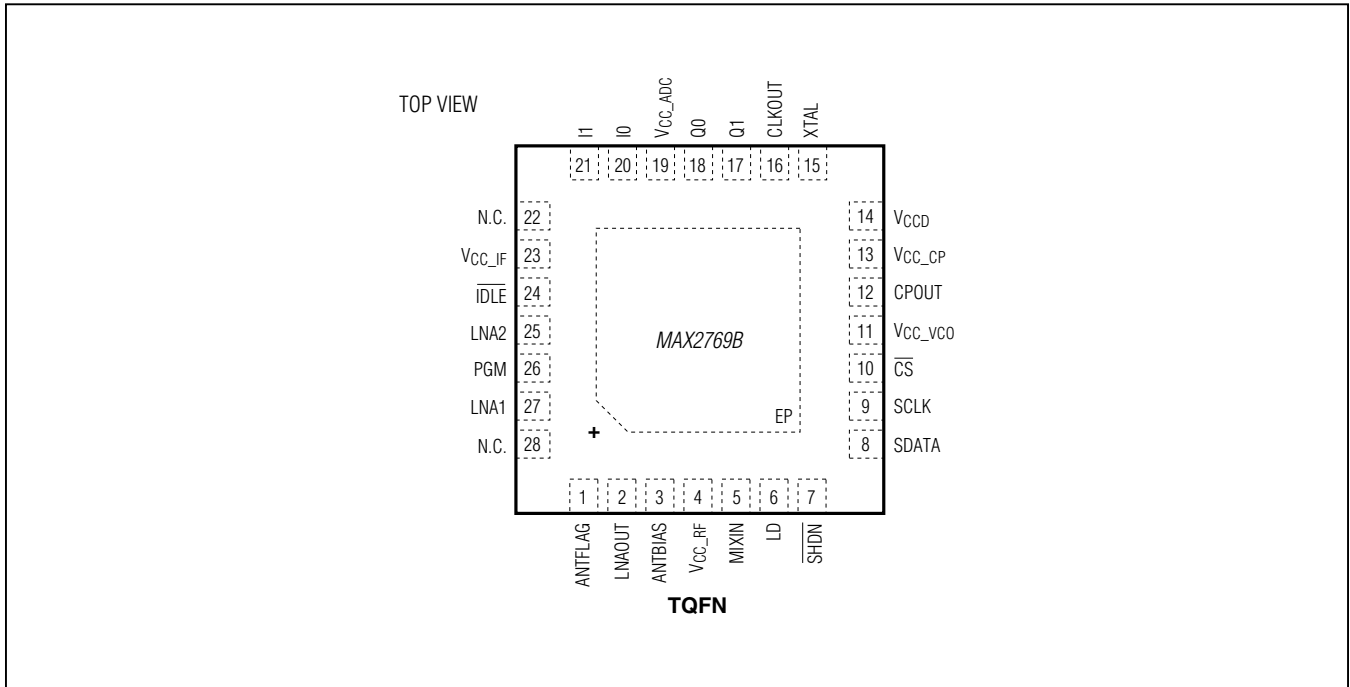 TOP VIEW
I1
I0
VCC_ADC
Q0
Q1
CLKOUT
XTAL
21 20 19 18 17 16 15
N.C. 22
VCC_IF 23
IDLE 24
LNA2 25
PGM 26
LNA1 27
N.C. 28
14 VCCD
13 VCC_CP
12 CPOUT
11 VCC_VCO
10 CS
9 SCLK
8 SDATA
MAX2769B
EP
+
1 2 3 4 5 6 7
ANTFLAG
LNAOUT
ANTBIAS
VCC_RF
MIXIN
LD
SHDN
TQFN